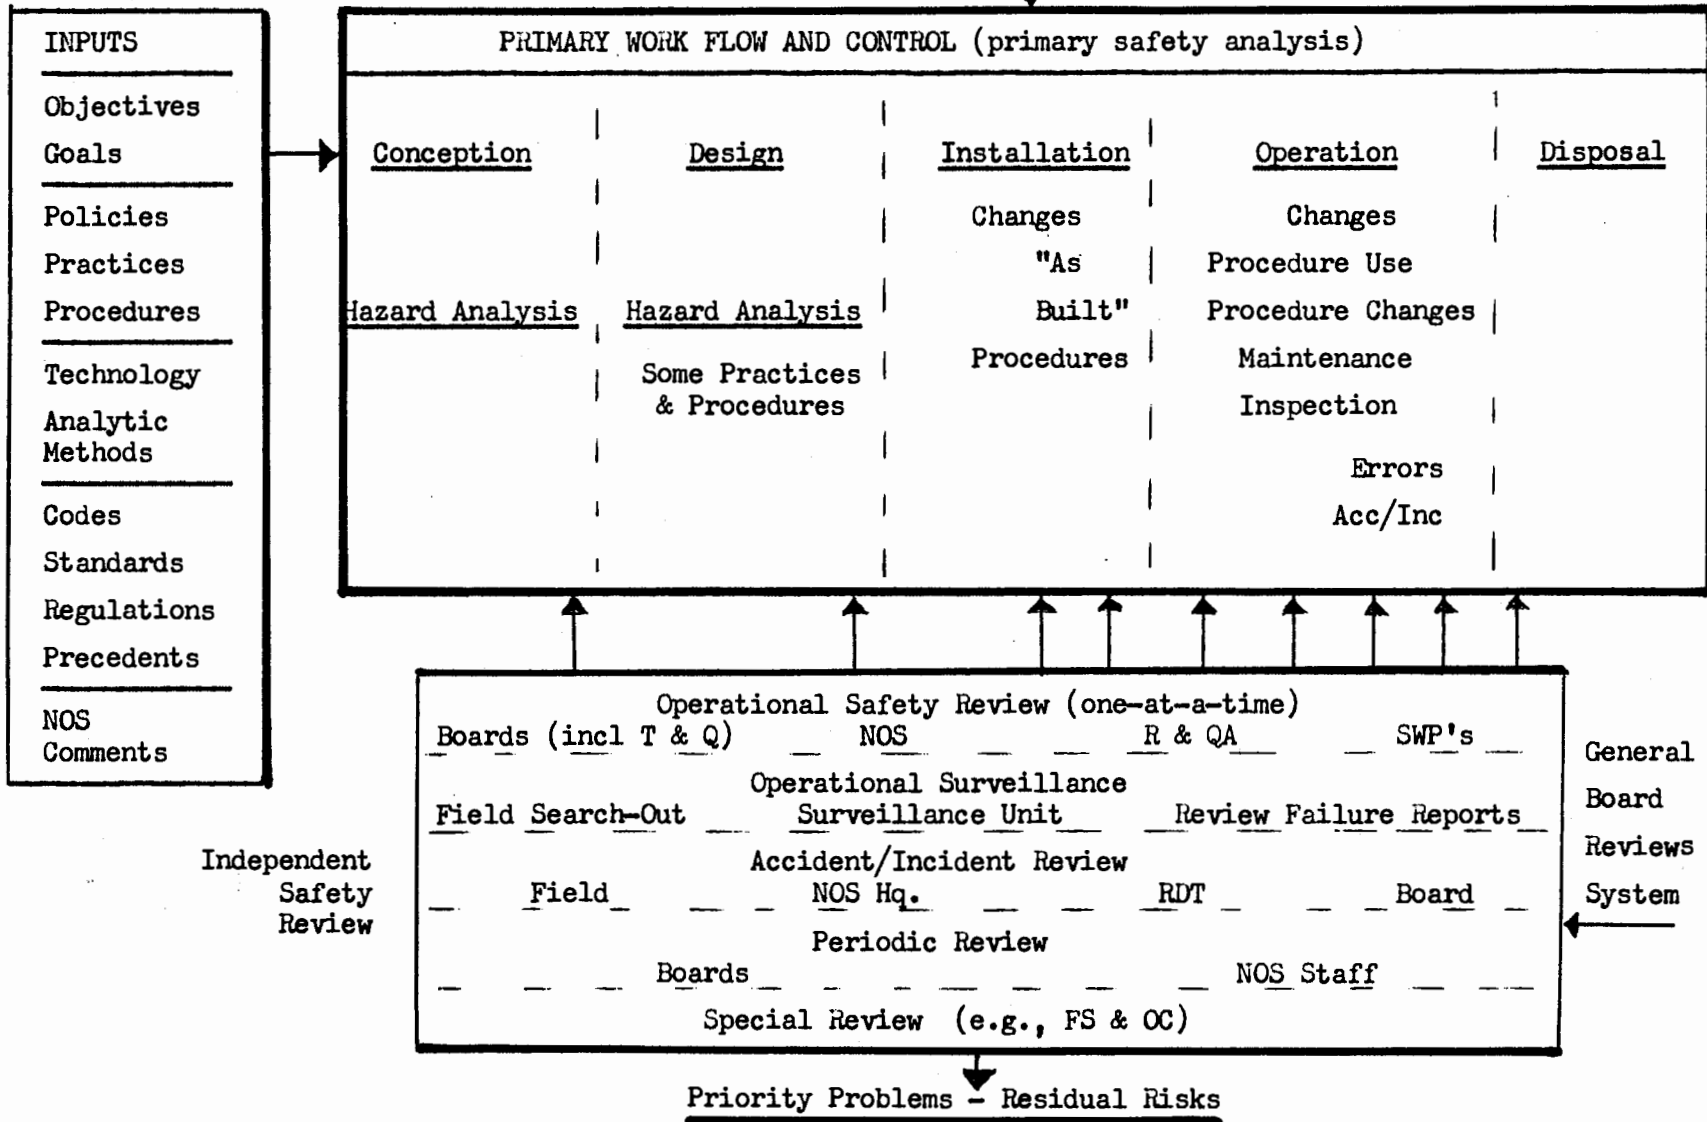 INPUTS
Objectives
Goals
Policies
Practices
Procedures
Technology
Analytic
Methods
Codes
Standards
Regulations
Precedents
NOS
Comments
PRIMARY WORK FLOW AND CONTROL (primary safety analysis)
Conception
Hazard Analysis
Design
Hazard Analysis
Some Practices
& Procedures
Installation
Changes
"As
Built"
Procedures
Operation
Changes
Procedure Use
Procedure Changes
Maintenance
Inspection
Errors
Acc/Inc
Disposal
Independent
Safety
Review
Operational Safety Review (one-at-a-time)
Boards (incl T & Q) NOS R & QA SWP's
Operational Surveillance
Field Search-Out Surveillance Unit Review Failure Reports
Accident/Incident Review
Field NOS Hq. RDT Board
Periodic Review
Boards NOS Staff
Special Review (e.g., FS & OC)
General
Board
Reviews
System
Priority Problems - Residual Risks